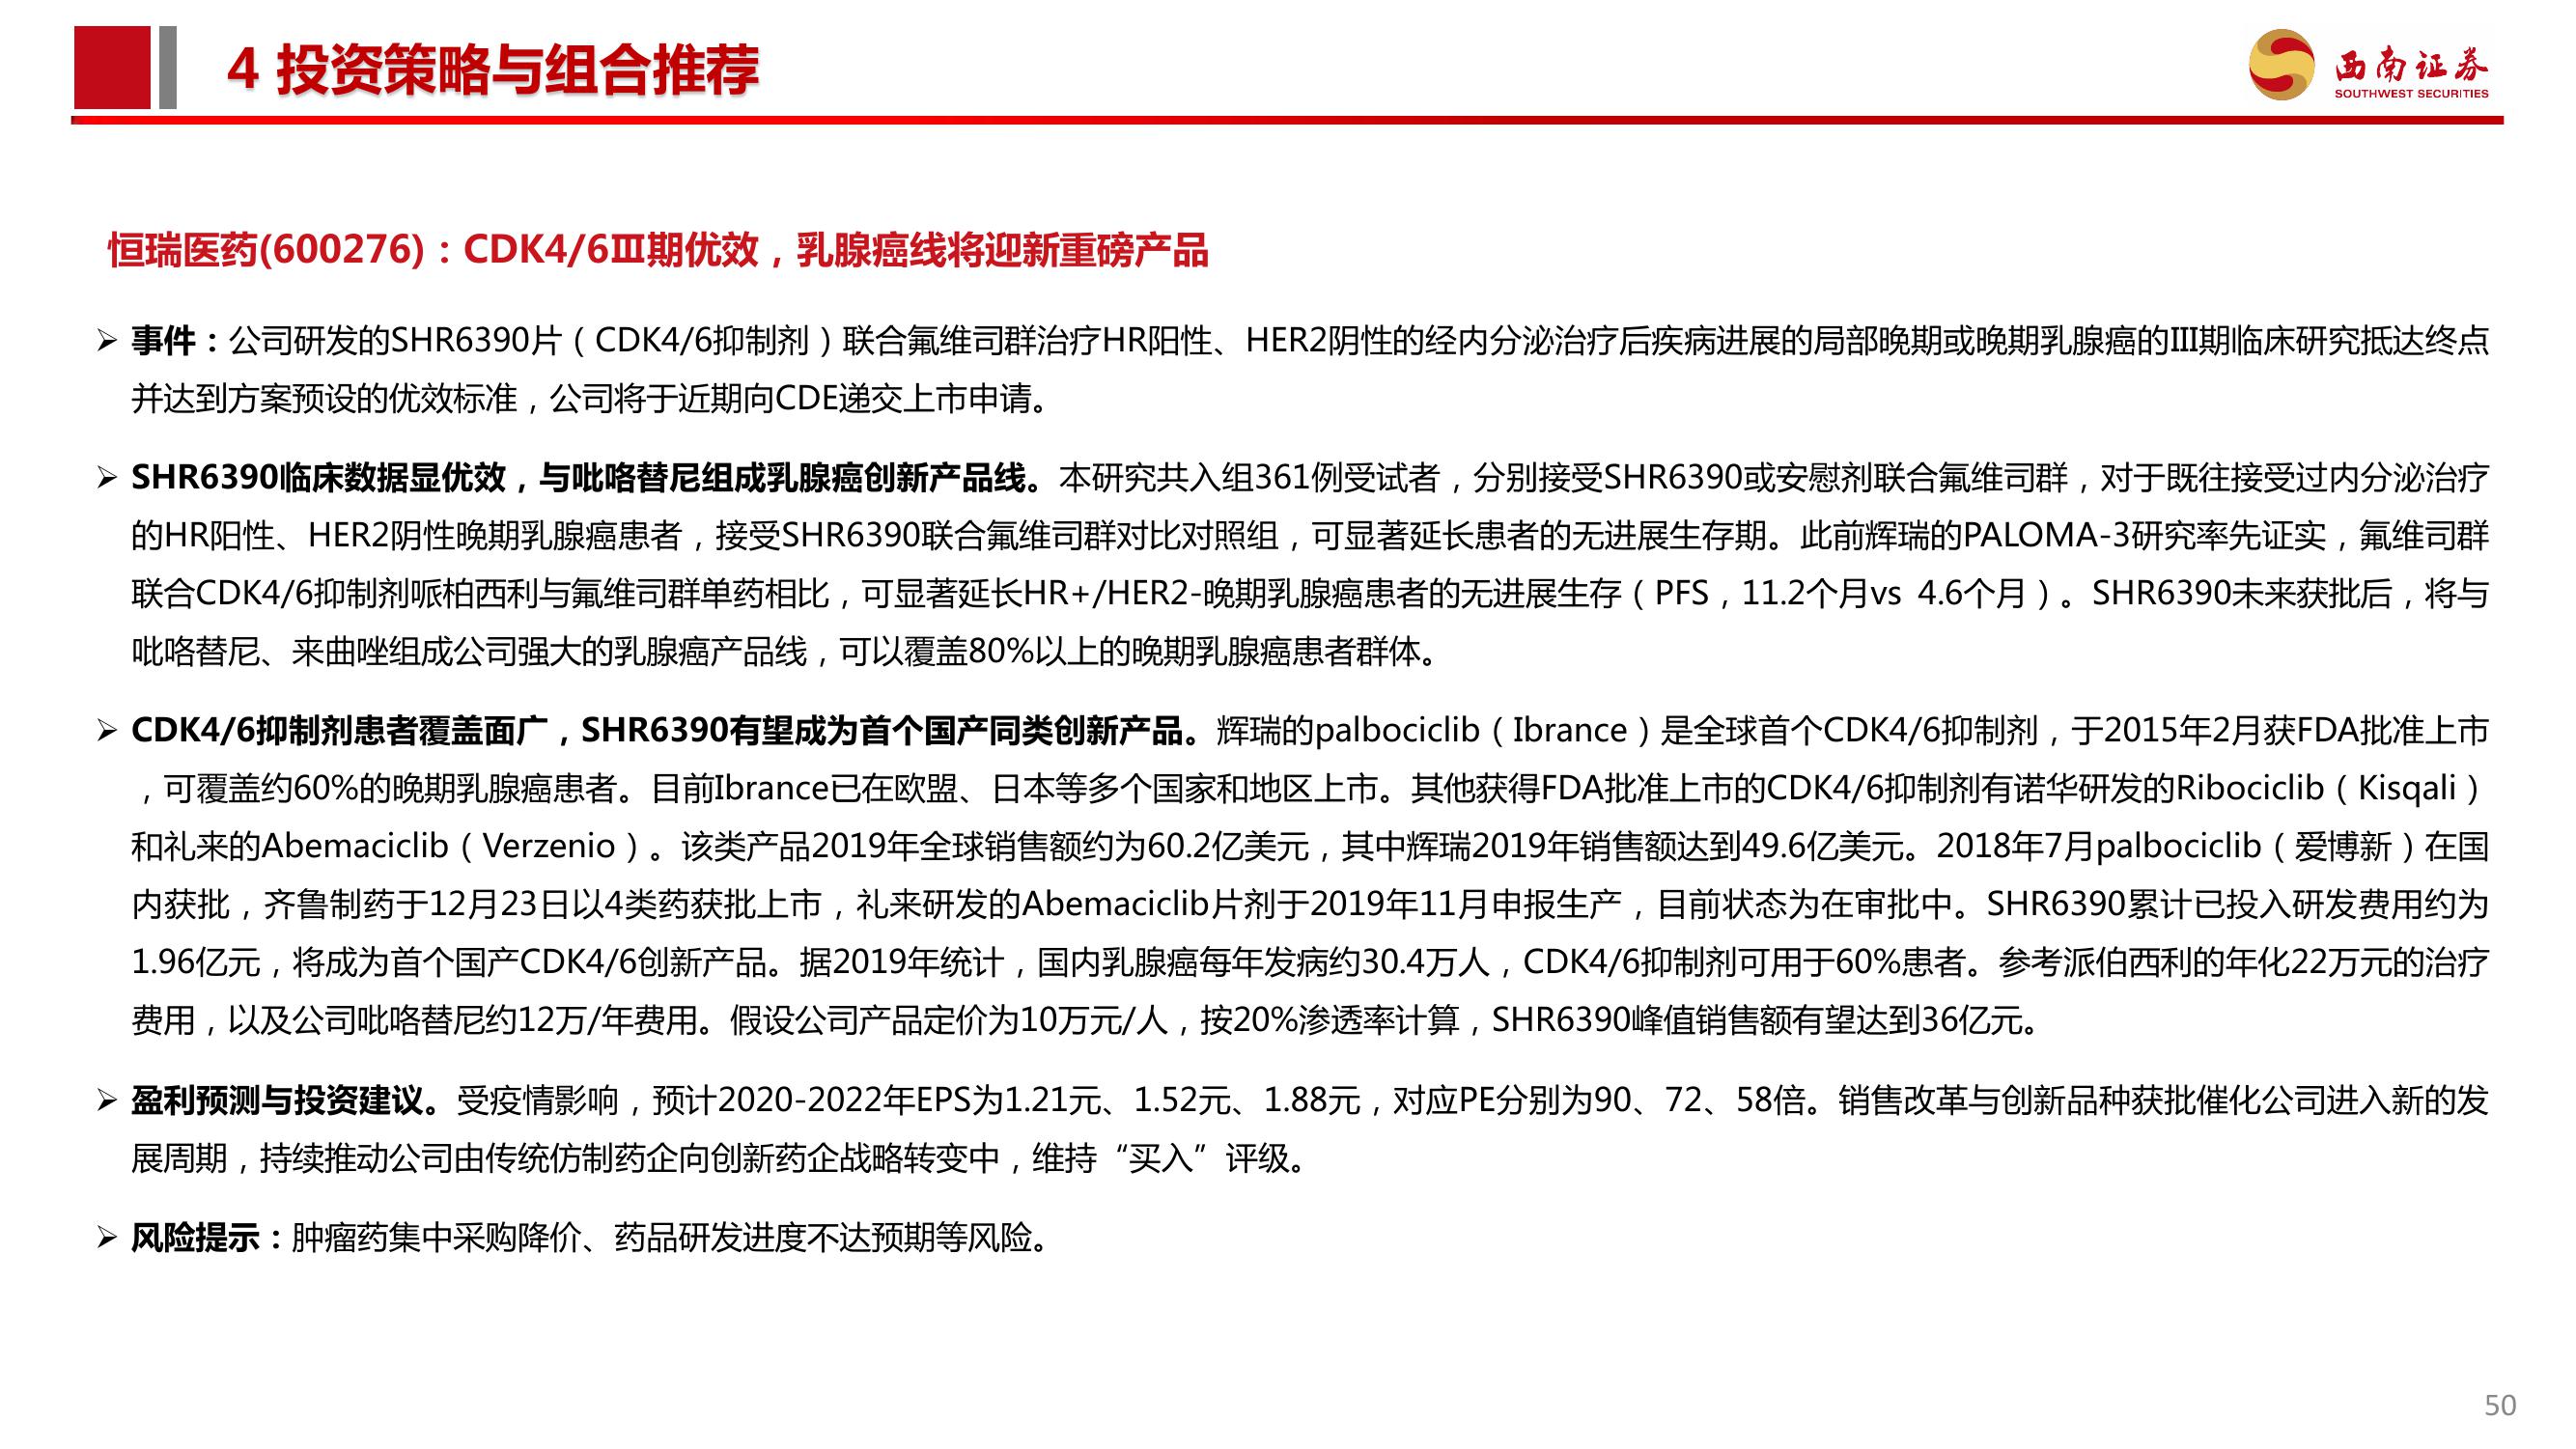 4 投资策略与组合推荐
西南证券
SOUTHWEST SECURITIES
恒瑞医药(600276)：CDK4/6Ⅲ期优效，乳腺癌线将迎新重磅产品
➢ 事件：公司研发的SHR6390片（CDK4/6抑制剂）联合氟维司群治疗HR阳性、HER2阴性的经内分泌治疗后疾病进展的局部晚期或晚期乳腺癌的III期临床研究抵达终点
并达到方案预设的优效标准，公司将于近期向CDE递交上市申请。
➢ SHR6390临床数据显优效，与吡咯替尼组成乳腺癌创新产品线。本研究共入组361例受试者，分别接受SHR6390或安慰剂联合氟维司群，对于既往接受过内分泌治疗
的HR阳性、HER2阴性晚期乳腺癌患者，接受SHR6390联合氟维司群对比对照组，可显著延长患者的无进展生存期。此前辉瑞的PALOMA-3研究率先证实，氟维司群
联合CDK4/6抑制剂哌柏西利与氟维司群单药相比，可显著延长HR+/HER2-晚期乳腺癌患者的无进展生存（PFS，11.2个月vs 4.6个月）。SHR6390未来获批后，将与
吡咯替尼、来曲唑组成公司强大的乳腺癌产品线，可以覆盖80%以上的晚期乳腺癌患者群体。
➢ CDK4/6抑制剂患者覆盖面广，SHR6390有望成为首个国产同类创新产品。辉瑞的palbociclib（Ibrance）是全球首个CDK4/6抑制剂，于2015年2月获FDA批准上市
，可覆盖约60%的晚期乳腺癌患者。目前Ibrance已在欧盟、日本等多个国家和地区上市。其他获得FDA批准上市的CDK4/6抑制剂有诺华研发的Ribociclib（Kisqali）
和礼来的Abemaciclib（Verzenio）。该类产品2019年全球销售额约为60.2亿美元，其中辉瑞2019年销售额达到49.6亿美元。2018年7月palbociclib（爱博新）在国
内获批，齐鲁制药于12月23日以4类药获批上市，礼来研发的Abemaciclib片剂于2019年11月申报生产，目前状态为在审批中。SHR6390累计已投入研发费用约为
1.96亿元，将成为首个国产CDK4/6创新产品。据2019年统计，国内乳腺癌每年发病约30.4万人，CDK4/6抑制剂可用于60%患者。参考派伯西利的年化22万元的治疗
费用，以及公司吡咯替尼约12万/年费用。假设公司产品定价为10万元/人，按20%渗透率计算，SHR6390峰值销售额有望达到36亿元。
➢ 盈利预测与投资建议。受疫情影响，预计2020-2022年EPS为1.21元、1.52元、1.88元，对应PE分别为90、72、58倍。销售改革与创新品种获批催化公司进入新的发
展周期，持续推动公司由传统仿制药企向创新药企战略转变中，维持“买入”评级。
➢ 风险提示：肿瘤药集中采购降价、药品研发进度不达预期等风险。
50